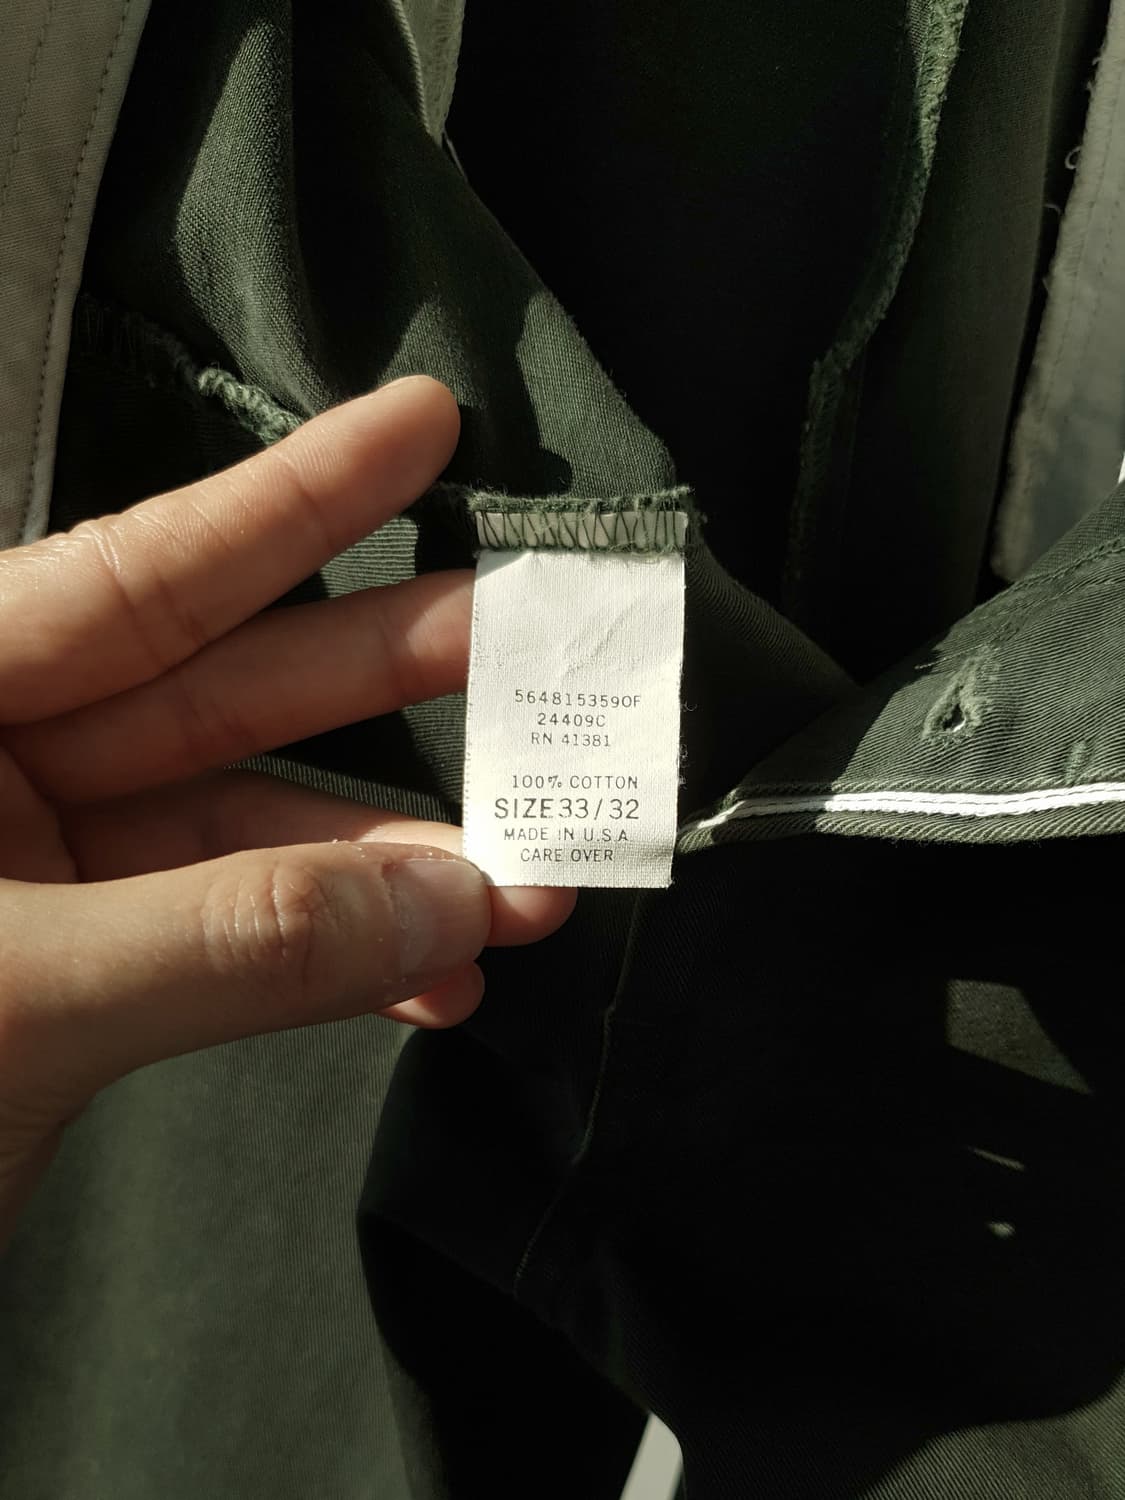 5648153590F
24409C
RN 41381
100% COTTON
SIZE 33/32
MADE IN U.S.A.
CARE OVER